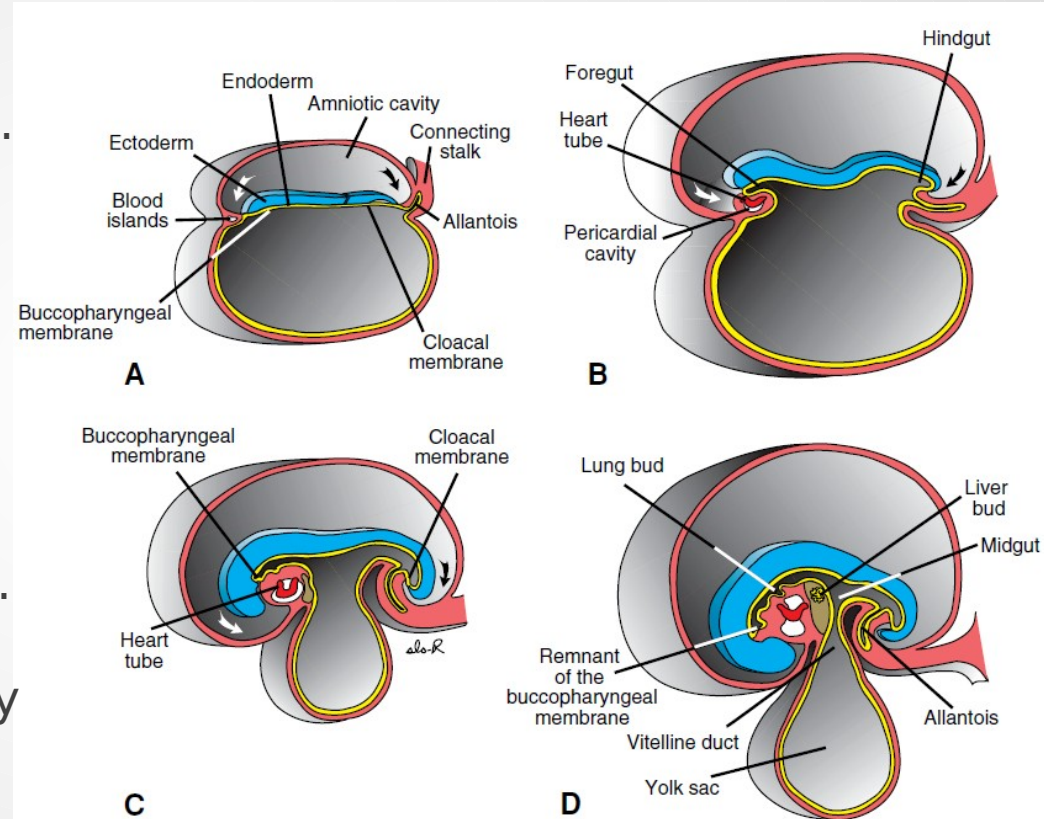 Endoderm
Amniotic cavity
Ectoderm
Connecting
stalk
Blood
islands
Allantois
Buccopharyngeal
membrane
Cloacal
membrane
A
Hindgut
Foregut
Heart
tube
Pericardial
cavity
B
Buccopharyngeal
membrane
Cloacal
membrane
Heart
tube
sls-R
C
Lung bud
Liver
bud
Midgut
Remnant
of the
buccopharyngeal
membrane
Vitelline duct
Allantois
Yolk sac
D
.
.
y